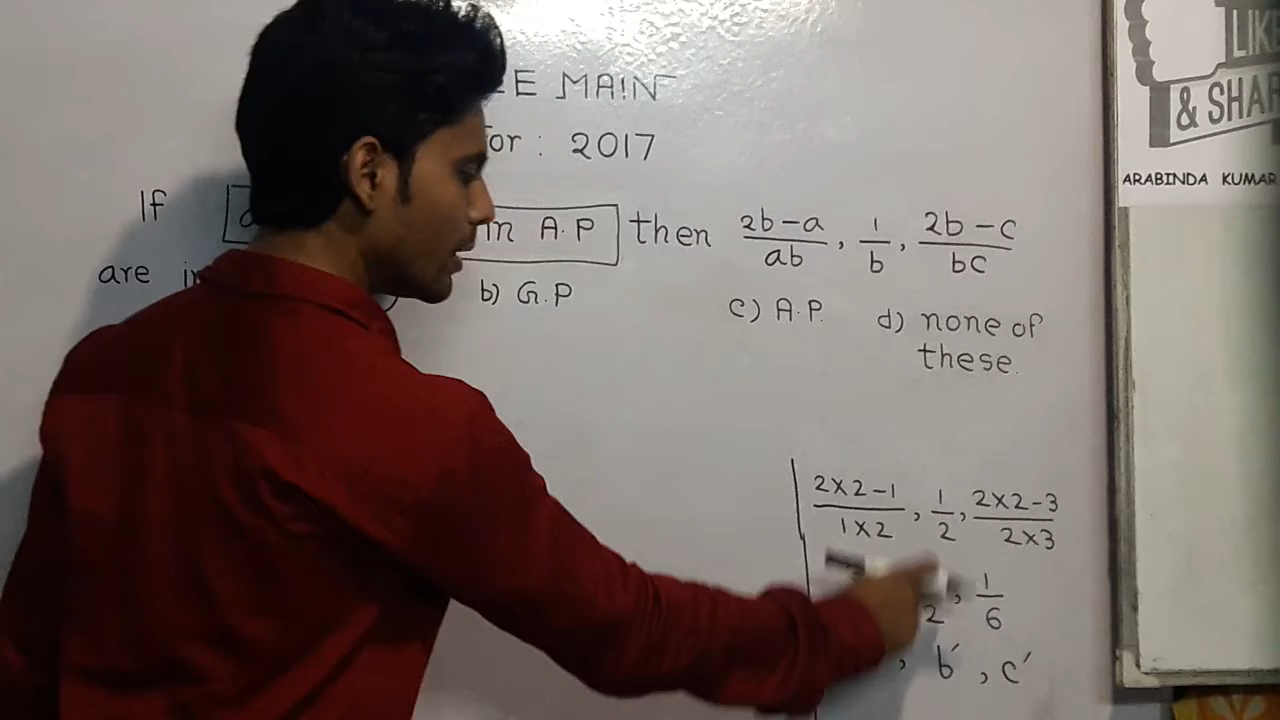 E MAIN
or : 2017
If in A.P then 2b-a/ab, 1/b, 2b-c/bc
are in b) G.P c) A.P. d) none of
these.
2×2-1/1×2, 1/2, 2×2-3/2×3
2, 1/6
, b′, c′
LIKE
& SHAR
ARABINDA KUMAR